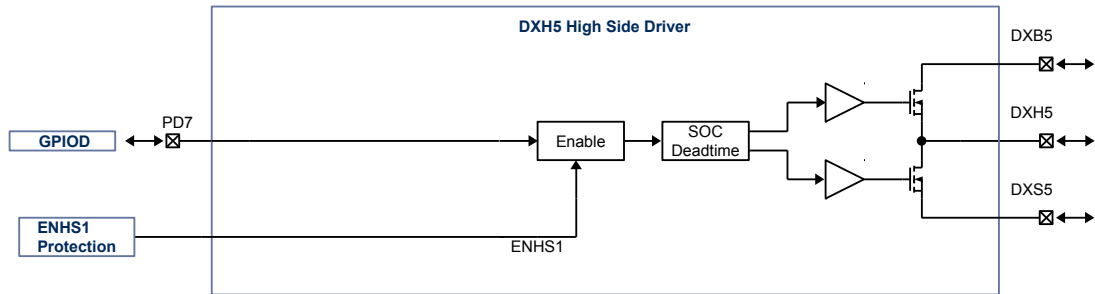 DXH5 High Side Driver
DXB5
PD7
DXH5
GPIOD
Enable
SOC
Deadtime
DXS5
ENHS1
Protection
ENHS1